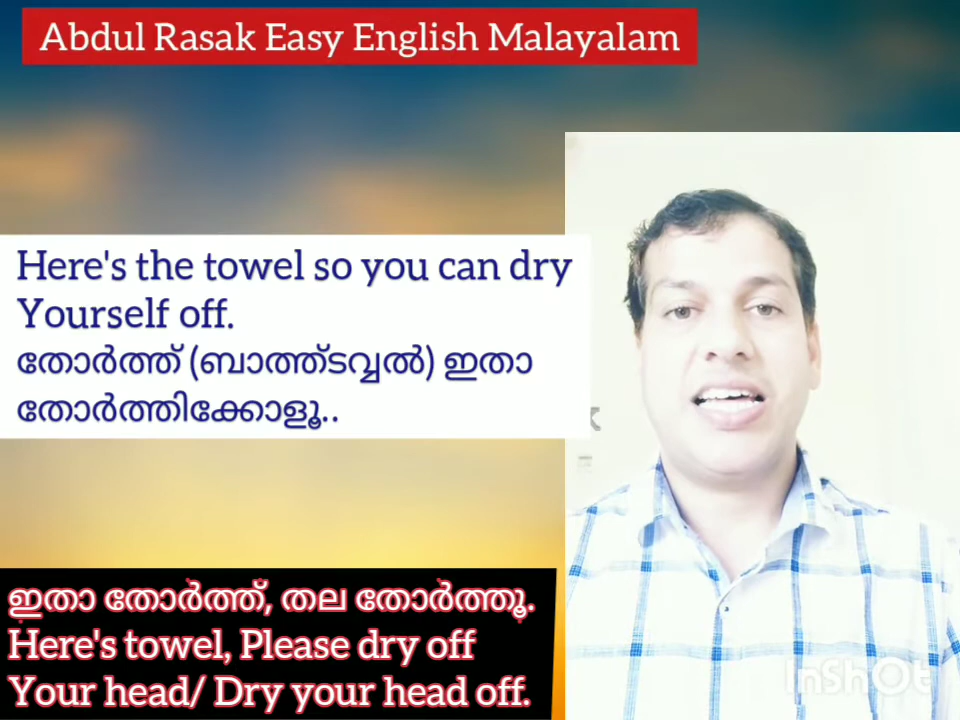 Abdul Rasak Easy English Malayalam
Here's the towel so you can dry
Yourself off.
തോർത്ത് (ബാത്ത്ടവ്വൽ) ഇതാ
തോർത്തിക്കോളൂ..
ഇതാ തോർത്ത്, തല തോർത്തൂ.
Here's towel, Please dry off
Your head/ Dry your head off.
InShOt